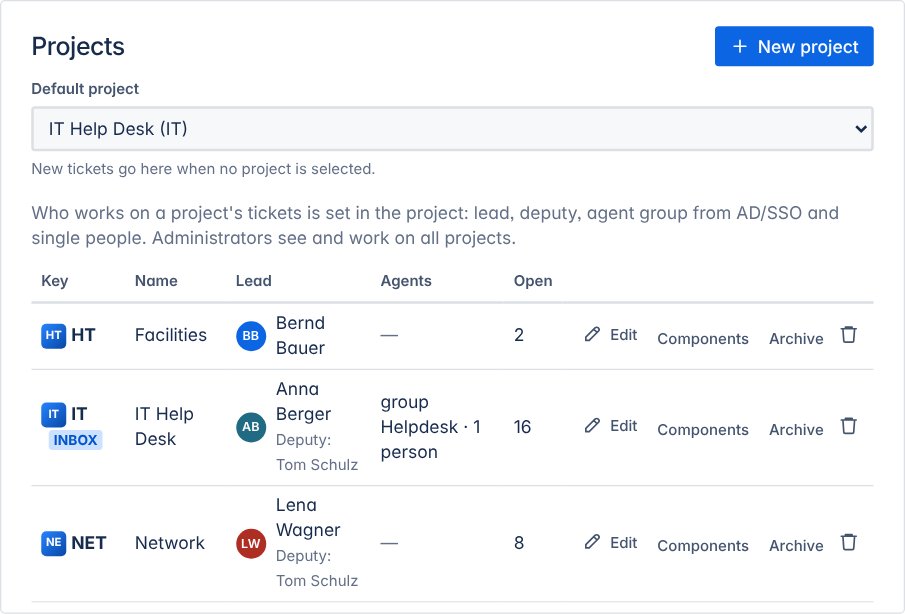 Projects
+ New project
Default project
IT Help Desk (IT)
New tickets go here when no project is selected.
Who works on a project's tickets is set in the project: lead, deputy, agent group from AD/SSO and
single people. Administrators see and work on all projects.
Key Name Lead Agents Open
HT HT Facilities BB Bernd Bauer — 2 Edit Components Archive
IT IT INBOX IT Help Desk AB Anna Berger Deputy: Tom Schulz group Helpdesk · 1 person 16 Edit Components Archive
NE NET Network LW Lena Wagner Deputy: Tom Schulz — 8 Edit Components Archive